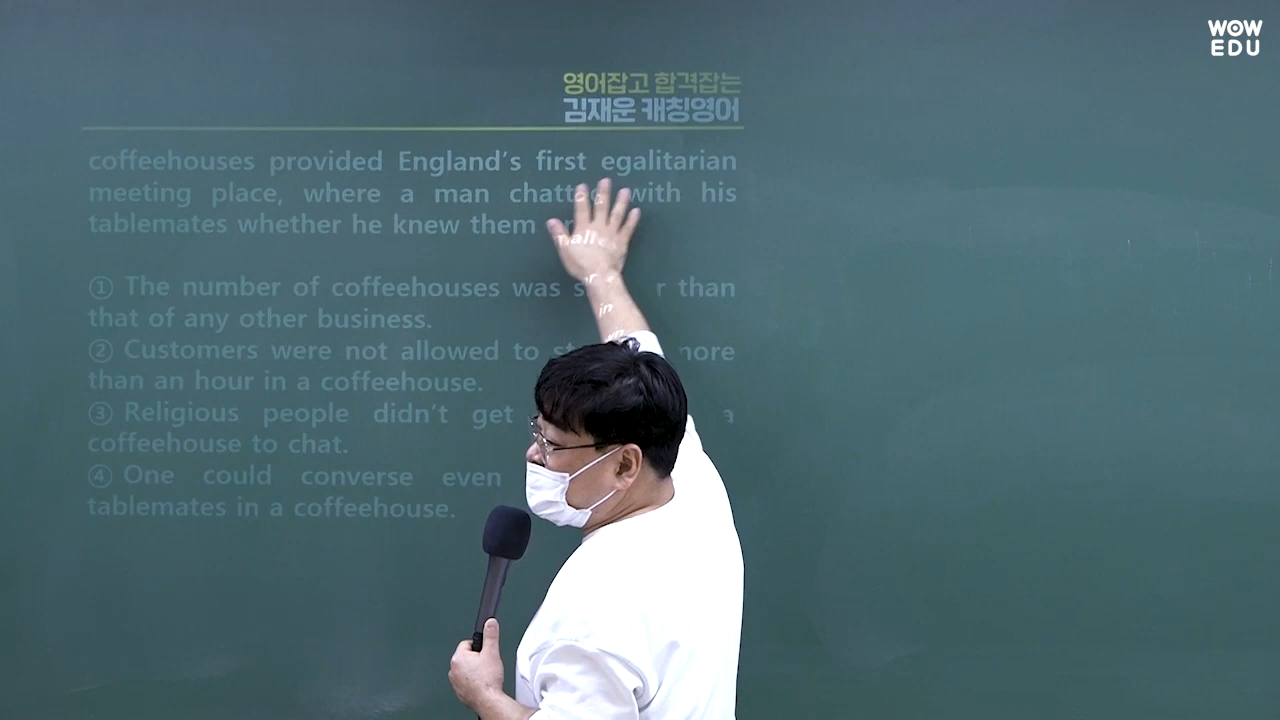 WOW
EDU
영어잡고 합격잡는
김재운 캐칭영어
coffeehouses provided England's first egalitarian
meeting place, where a man chatted with his
tablemates whether he knew them
① The number of coffeehouses was smaller than
that of any other business.
② Customers were not allowed to more
than an hour in a coffeehouse.
③ Religious people didn't get in a
coffeehouse to chat.
④ One could converse even
tablemates in a coffeehouse.